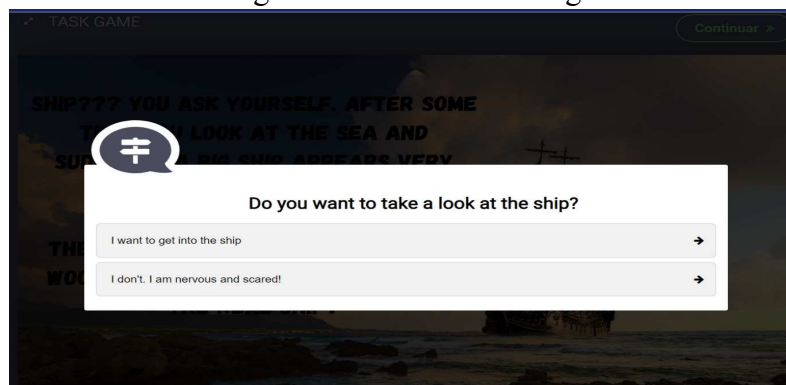 TASK GAME
Continuar »
SHIP??? YOU ASK YOURSELF. AFTER SOME
LOOK AT THE SEA AND
A BIG SHIP APPEARS VERY
Do you want to take a look at the ship?
I want to get into the ship
I don't. I am nervous and scared!